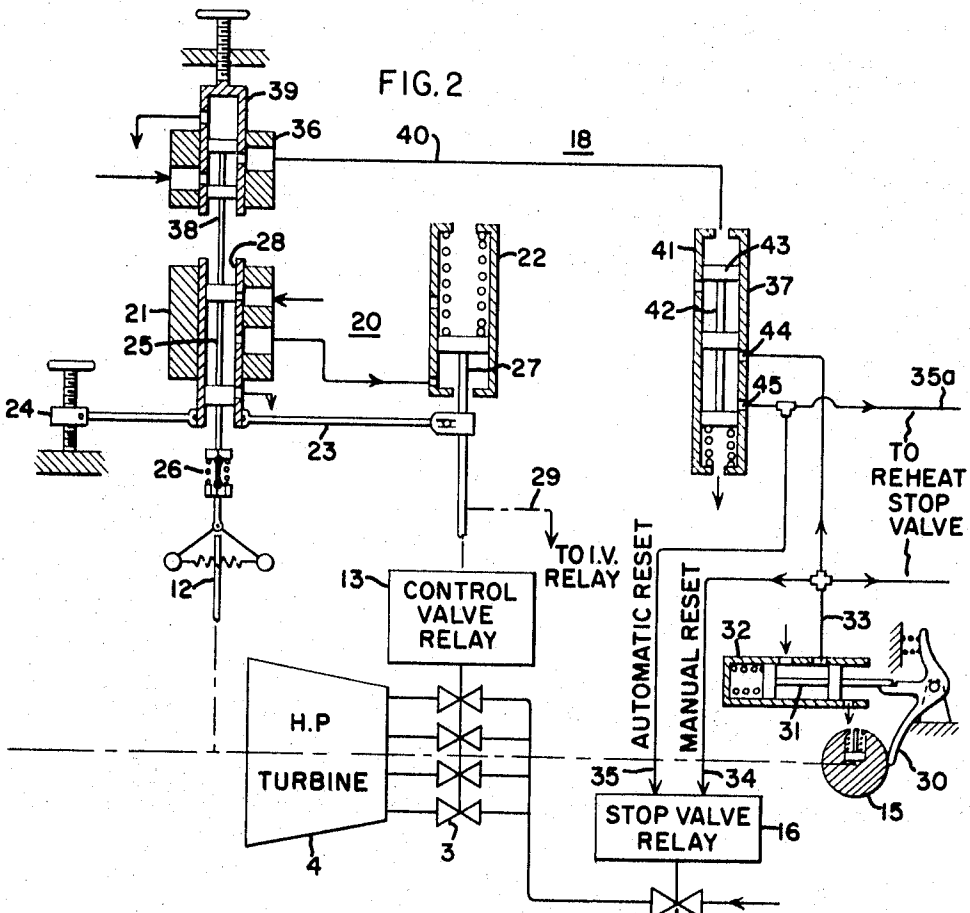 FIG. 2
39
36
40
18
38
28
22
41
43
37
21
20
42
25
27
44
24
45
35a
23
TO
REHEAT
STOP
VALVE
26
29
TO I.V.
RELAY
12
13
CONTROL
VALVE
RELAY
AUTOMATIC RESET
MANUAL RESET
33
32
31
H.P
TURBINE
30
35
34
15
STOP VALVE
RELAY
16
4
3